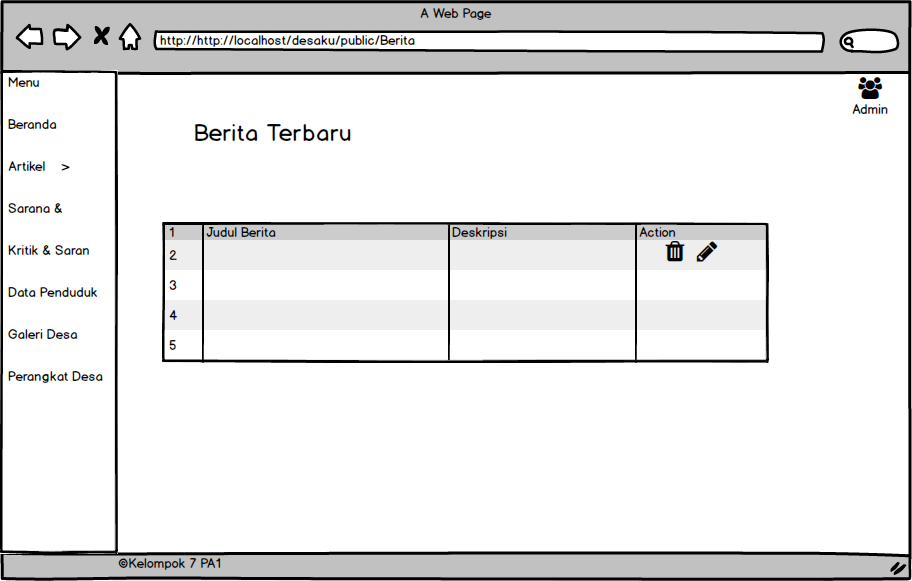 A Web Page
http://http://localhost/desaku/public/Berita
Menu
Beranda
Artikel >
Sarana &
Kritik & Saran
Data Penduduk
Galeri Desa
Perangkat Desa
Admin
Berita Terbaru
1 Judul Berita Deskripsi Action
2
3
4
5
©Kelompok 7 PA1